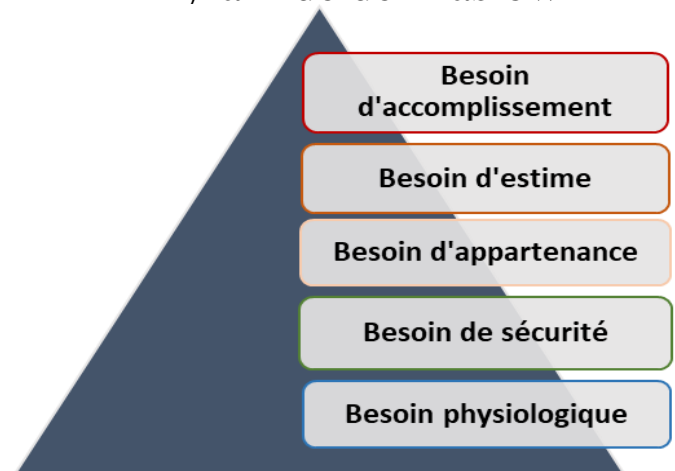 Besoin
d'accomplissement
Besoin d'estime
Besoin d'appartenance
Besoin de sécurité
Besoin physiologique